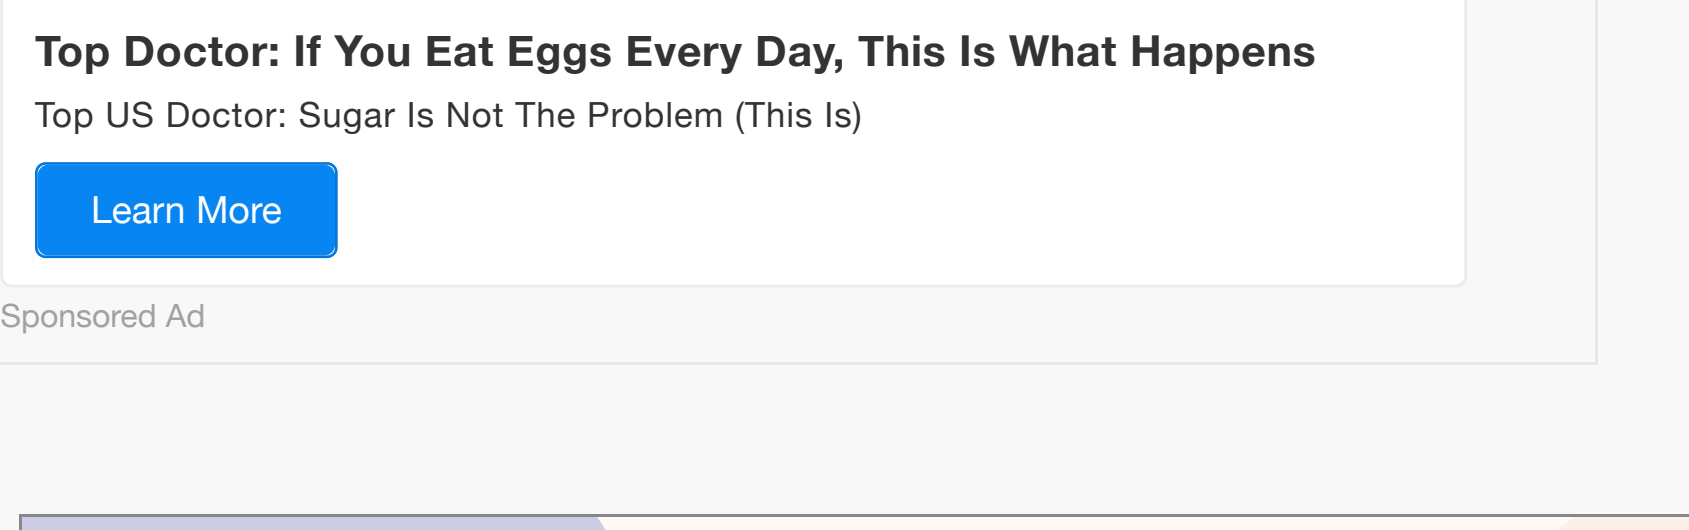 Top Doctor: If You Eat Eggs Every Day, This Is What Happens
Top US Doctor: Sugar Is Not The Problem (This Is)
Learn More
Sponsored Ad